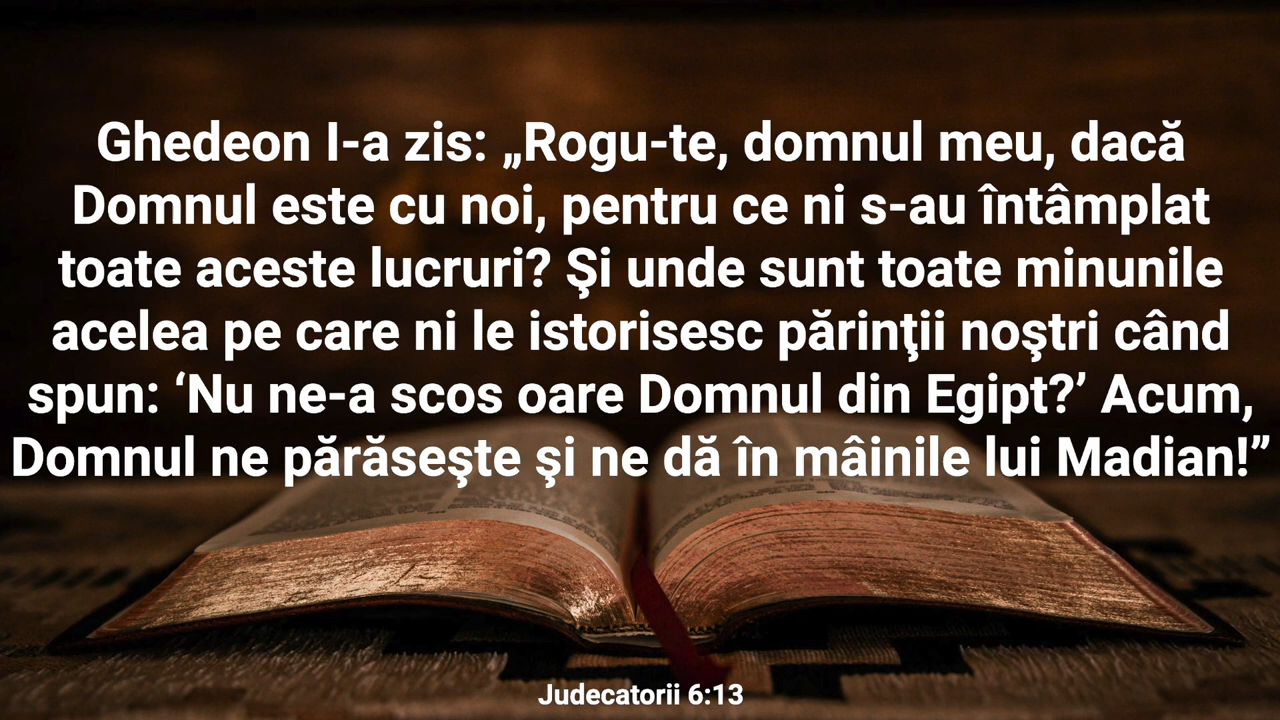 Ghedeon I-a zis: „Rogu-te, domnul meu, dacă
Domnul este cu noi, pentru ce ni s-au întâmplat
toate aceste lucruri? Şi unde sunt toate minunile
acelea pe care ni le istorisesc părinţii noştri când
spun: ‘Nu ne-a scos oare Domnul din Egipt?’ Acum,
Domnul ne părăseşte şi ne dă în mâinile lui Madian!”
Judecatorii 6:13